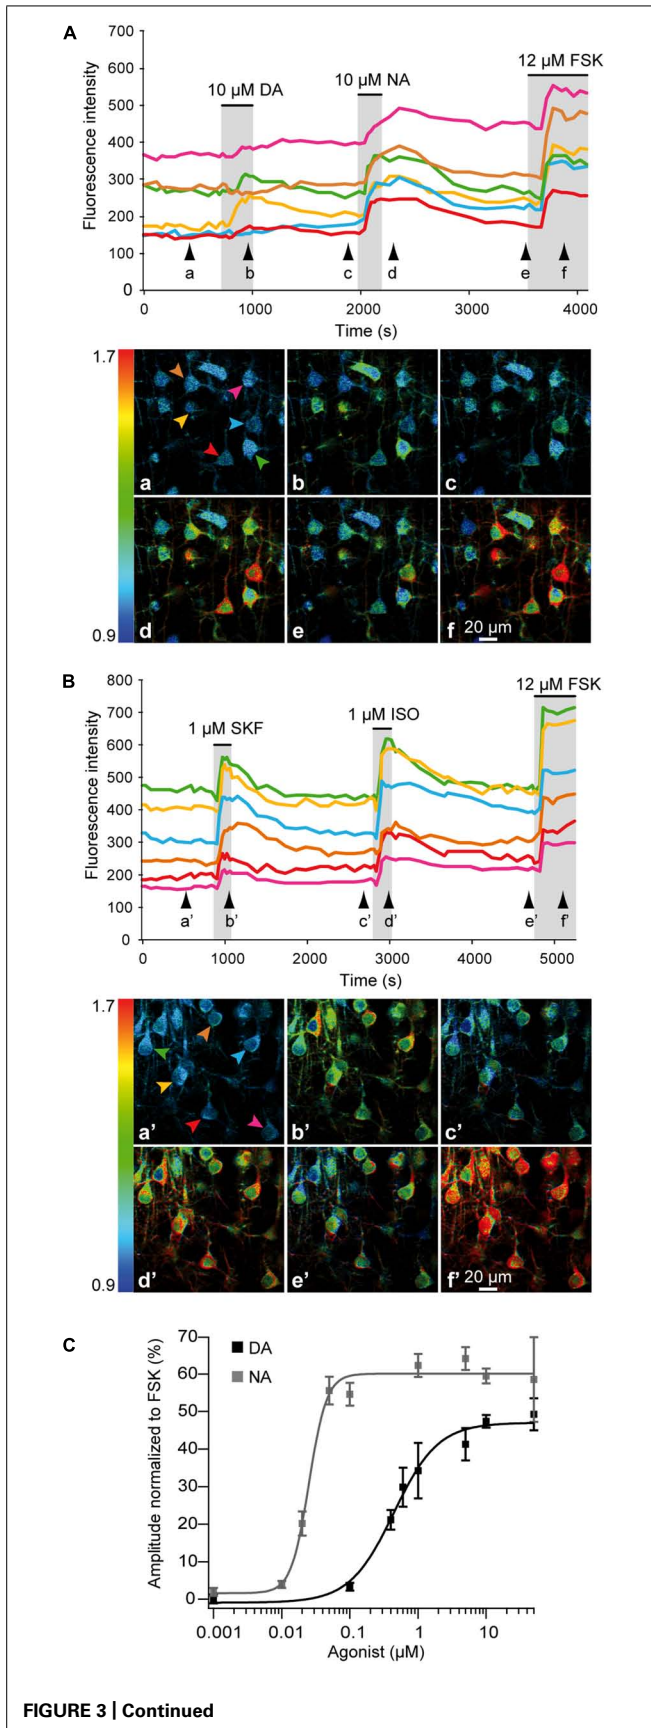 A
Fluorescence intensity
700
600
500
400
300
200
100
0
10 µM DA
10 µM NA
12 µM FSK
a
b
c
d
e
f
0
1000
2000
3000
4000
Time (s)
1.7
0.9
a
b
c
d
e
f
20 µm
B
Fluorescence intensity
800
700
600
500
400
300
200
100
0
1 µM SKF
1 µM ISO
12 µM FSK
a’
b’
c’
d’
e’
f’
0
1000
2000
3000
4000
5000
Time (s)
1.7
0.9
a’
b’
c’
d’
e’
f’
20 µm
C
Amplitude normalized to FSK (%)
70
60
50
40
30
20
10
0
DA
NA
0.001
0.01
0.1
1
10
Agonist (µM)
FIGURE 3 | Continued